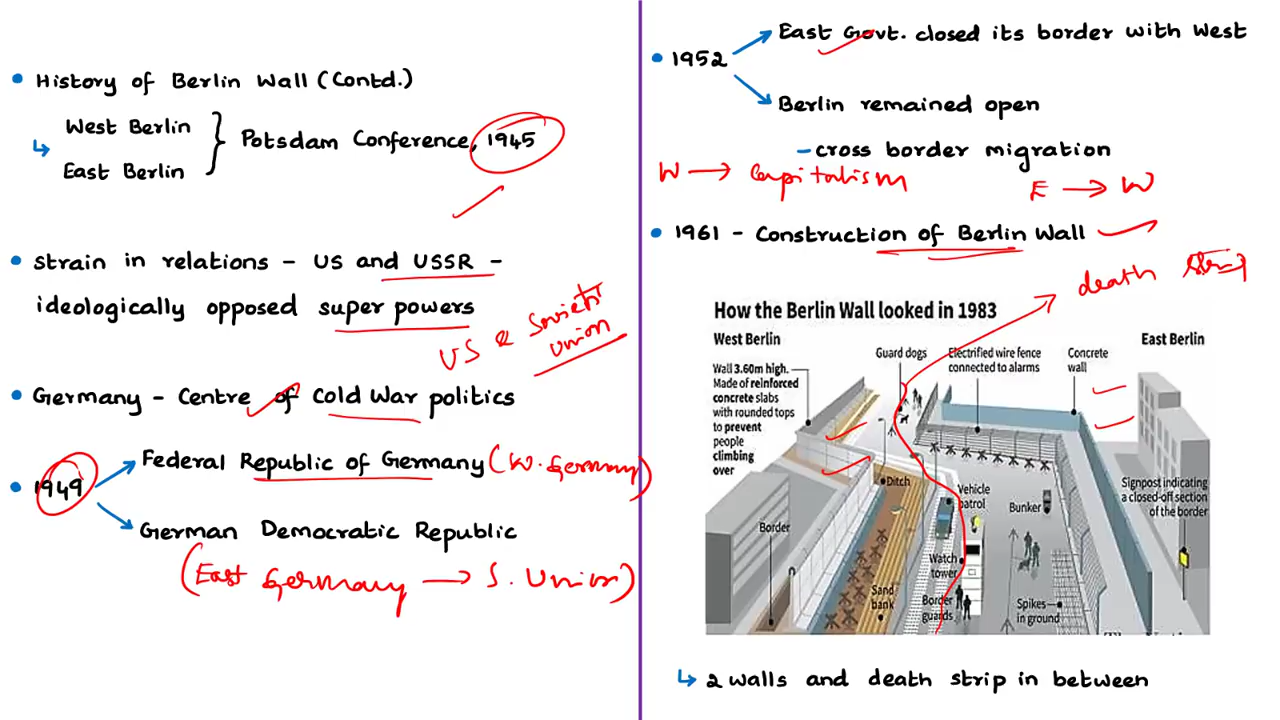 • History of Berlin Wall (Contd.)
↳ West Berlin
East Berlin
} Potsdam Conference, 1945
• strain in relations – US and USSR –
ideologically opposed super powers
US & Soviet
Union
• Germany – Centre of Cold War politics
• 1949
Federal Republic of Germany (W. Germany)
German Democratic Republic
(East Germany → S. Union)
• 1952
East Govt. closed its border with West
Berlin remained open
– cross border migration
W → Capitalism
E → W
• 1961 – Construction of Berlin Wall
death strip
How the Berlin Wall looked in 1983
West Berlin
East Berlin
Wall 3.60m high.
Made of reinforced
concrete slabs
with rounded tops
to prevent
people
climbing
over
Guard dogs
Electrified wire fence
connected to alarms
Concrete
wall
Ditch
Vehicle
patrol
Bunker
Signpost indicating
a closed-off section
of the border
Border
Watch
tower
Sand
bank
Border
guards
Spikes
in ground
↳ 2 walls and death strip in between